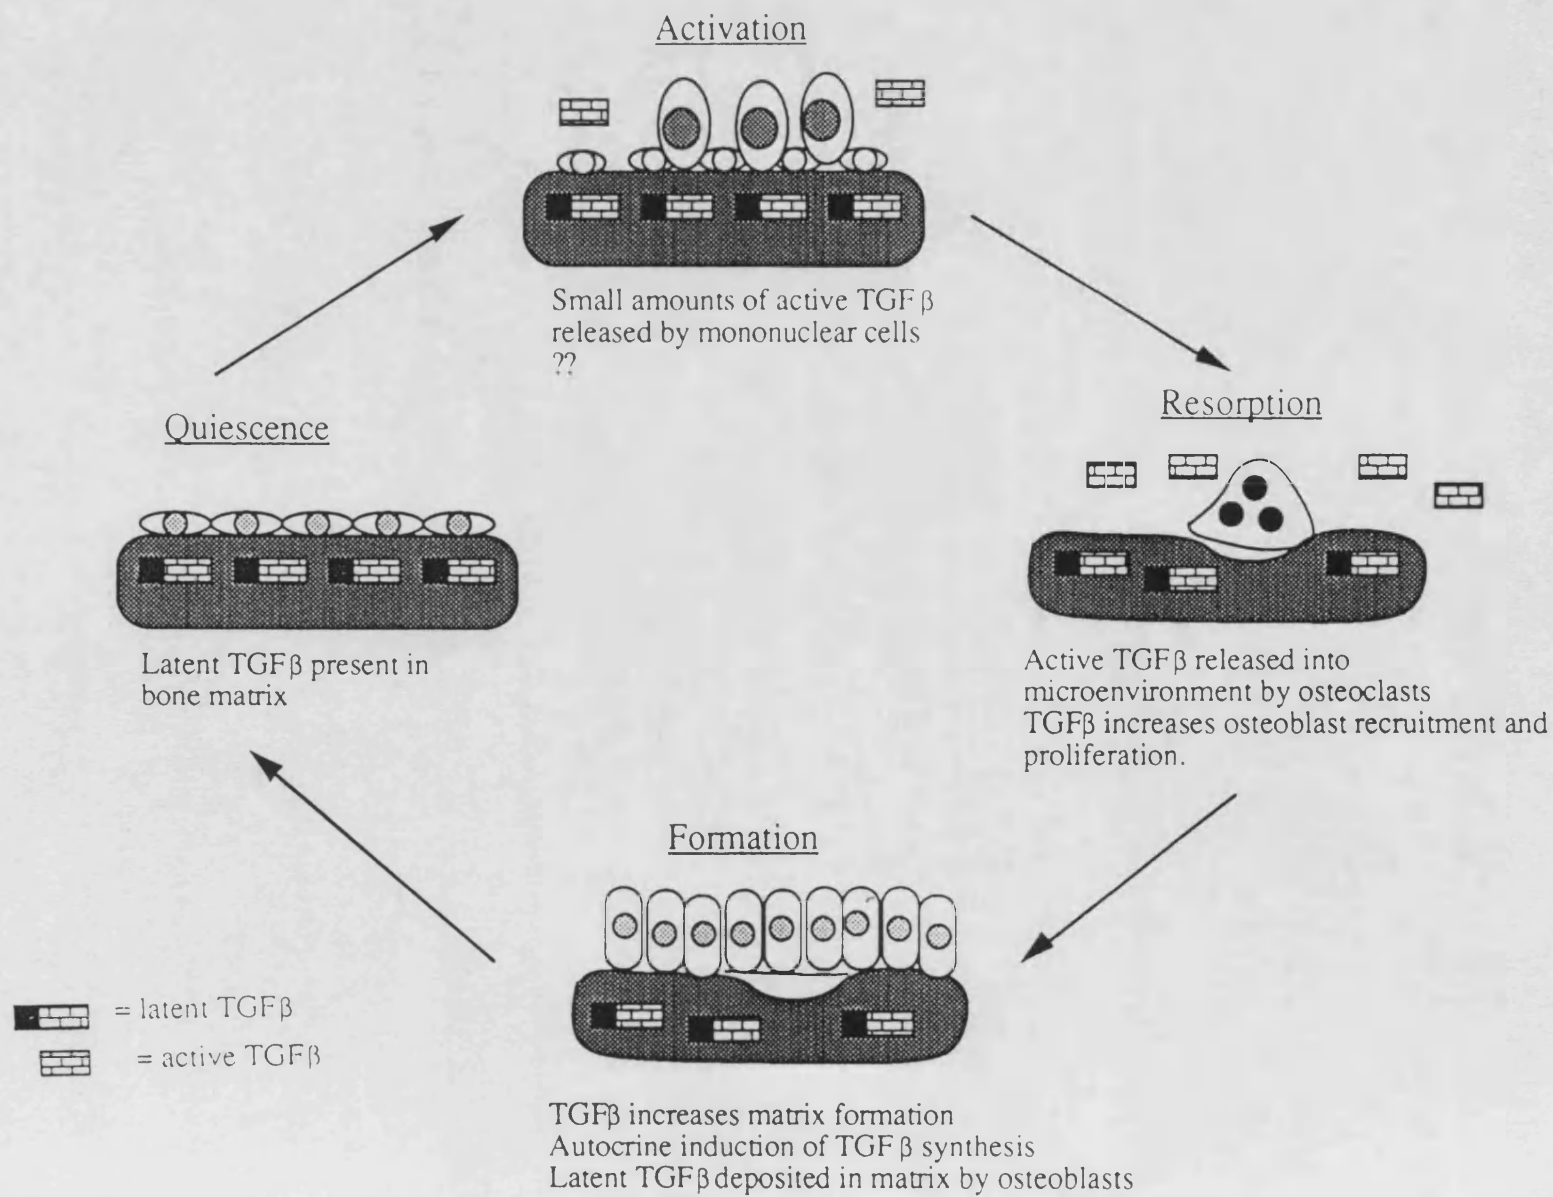 Activation
Small amounts of active TGF β
released by mononuclear cells
??
Resorption
Active TGFβ released into
microenvironment by osteoclasts
TGFβ increases osteoblast recruitment and
proliferation.
Quiescence
Latent TGFβ present in
bone matrix
Formation
TGFβ increases matrix formation
Autocrine induction of TGF β synthesis
Latent TGFβ deposited in matrix by osteoblasts
= latent TGFβ
= active TGFβ